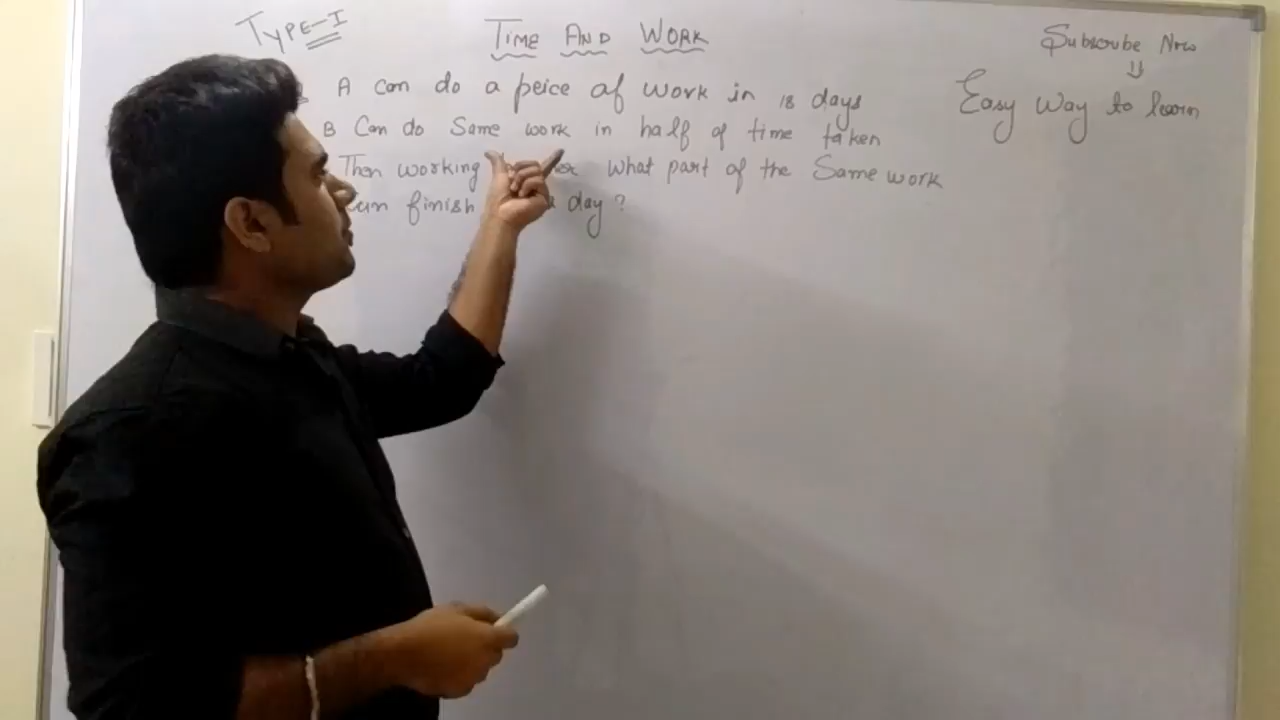 TYPE-I
TIME AND WORK
Subscribe Now
Easy Way to learn
A can do a peice of work in 18 days
B Can do Same work in half of time taken
Then working what part of the Same work
finish day ?